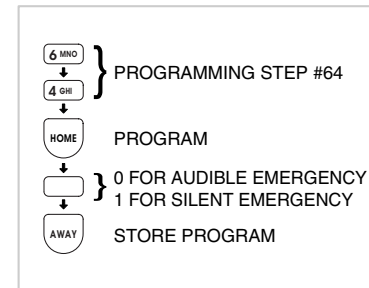 6 MNO
4 GHI
PROGRAMMING STEP #64
HOME
PROGRAM
0 FOR AUDIBLE EMERGENCY
1 FOR SILENT EMERGENCY
AWAY
STORE PROGRAM